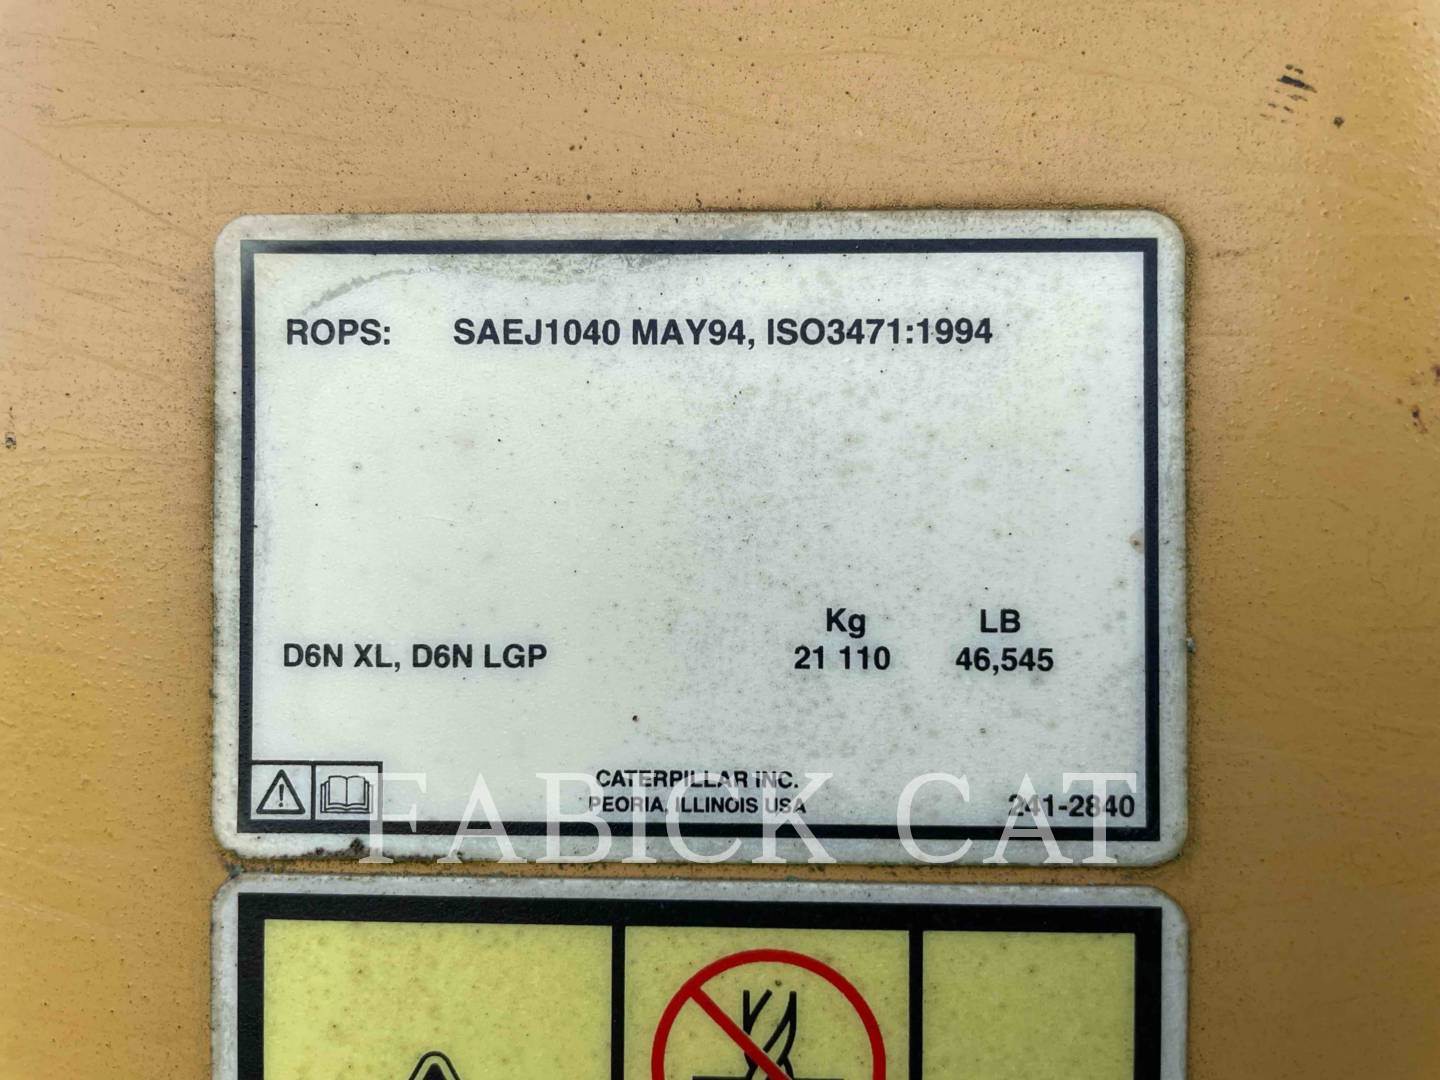 ROPS: SAEJ1040 MAY94, ISO3471:1994
Kg LB
D6N XL, D6N LGP 21 110 46,545
CATERPILLAR INC.
PEORIA, ILLINOIS USA 241-2840
FABICK CAT